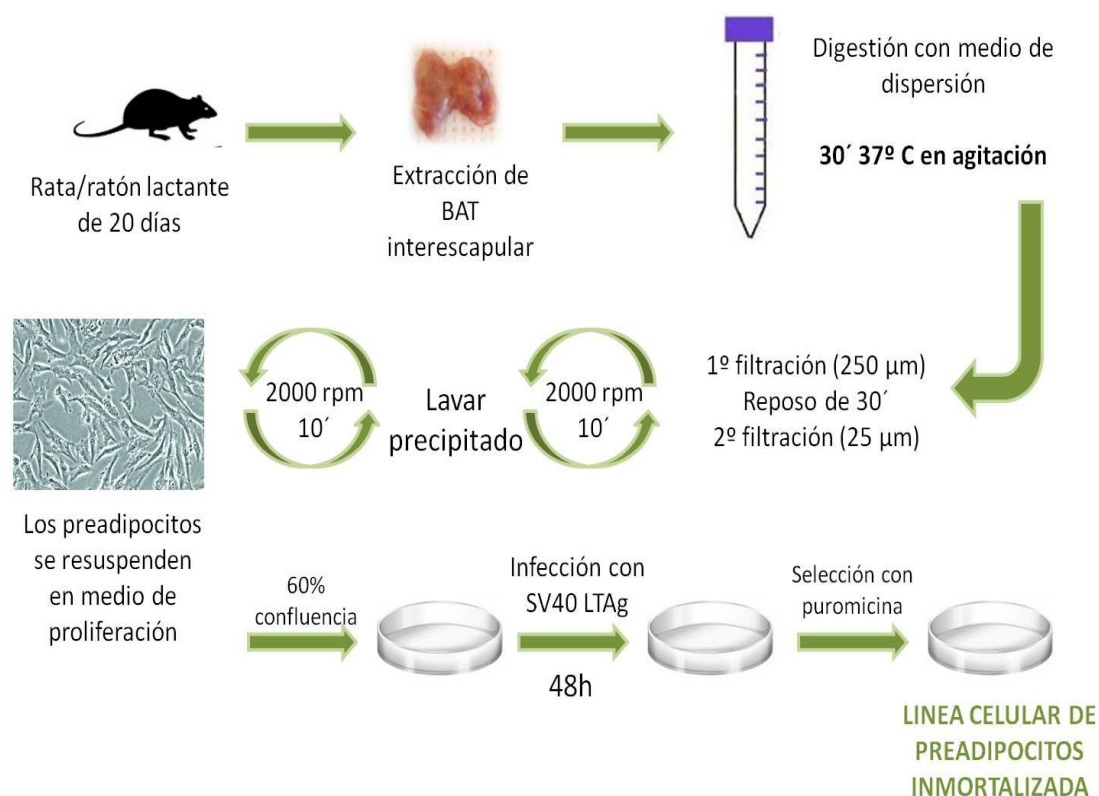 Rata/ratón lactante
de 20 días
Extracción de
BAT
interescapular
Digestión con medio de
dispersión
30´ 37º C en agitación
1º filtración (250 µm)
Reposo de 30´
2º filtración (25 µm)
2000 rpm
10´
Lavar
precipitado
2000 rpm
10´
Los preadipocitos
se resuspenden
en medio de
proliferación
60%
confluencia
Infección con
SV40 LTAg
48h
Selección con
puromicina
LINEA CELULAR DE
PREADIPOCITOS
INMORTALIZADA